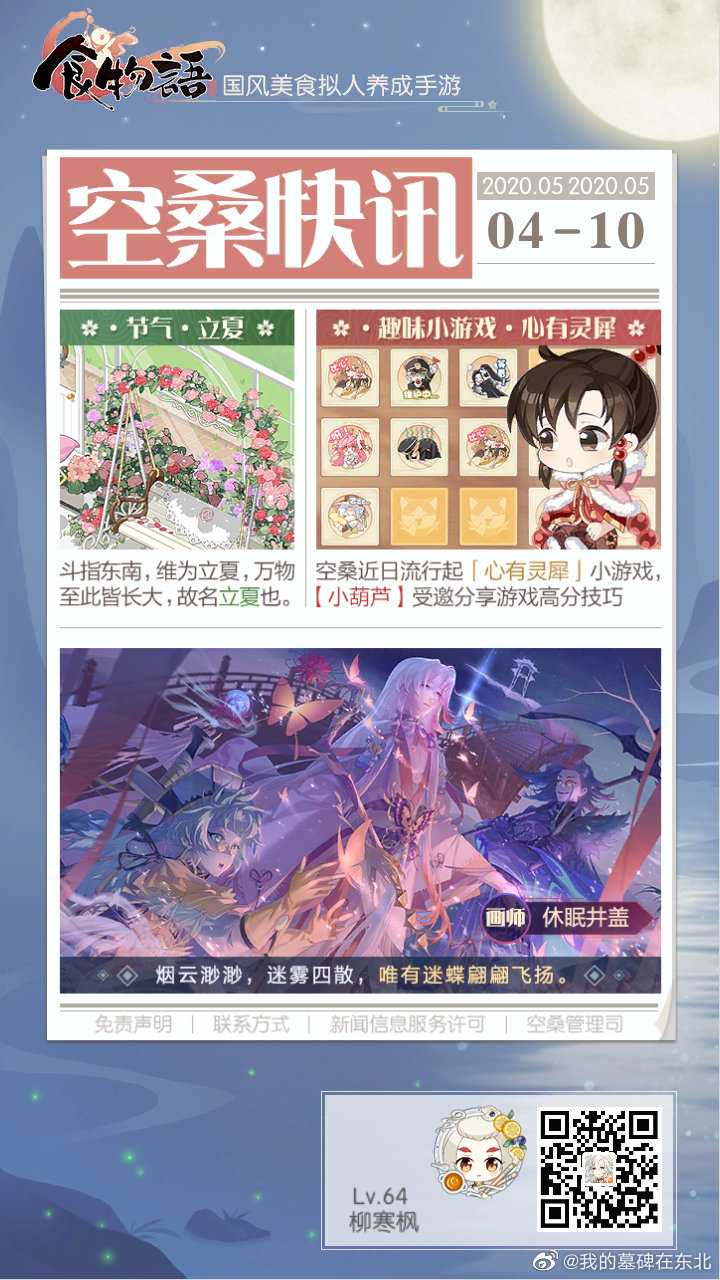 食物語
国风美食拟人养成手游
空桑快讯
2020.05 2020.05
04-10
·节气·立夏
·趣味小游戏·心有灵犀
斗指东南,维为立夏,万物
至此皆长大,故名立夏也。
空桑近日流行起「心有灵犀」小游戏,
【小葫芦】受邀分享游戏高分技巧
画师 休眠井盖
烟云渺渺,迷雾四散,唯有迷蝶翩翩飞扬。
免责声明 | 联系方式 | 新闻信息服务许可 | 空桑管理司
Lv.64
柳寒枫
@我的墓碑在东北